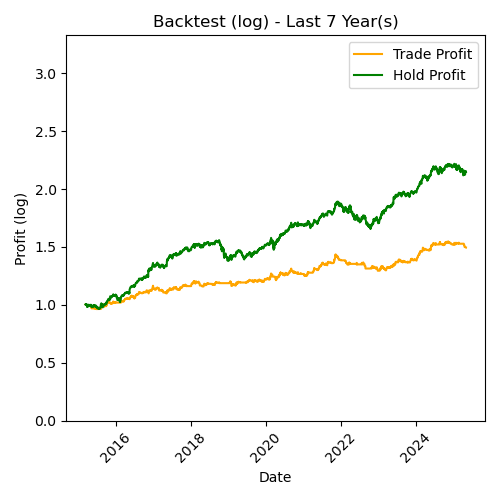 Backtest (log) - Last 7 Year(s)
Trade Profit
Hold Profit
Profit (log)
3.0
2.5
2.0
1.5
1.0
0.5
0.0
2016
2018
2020
2022
2024
Date